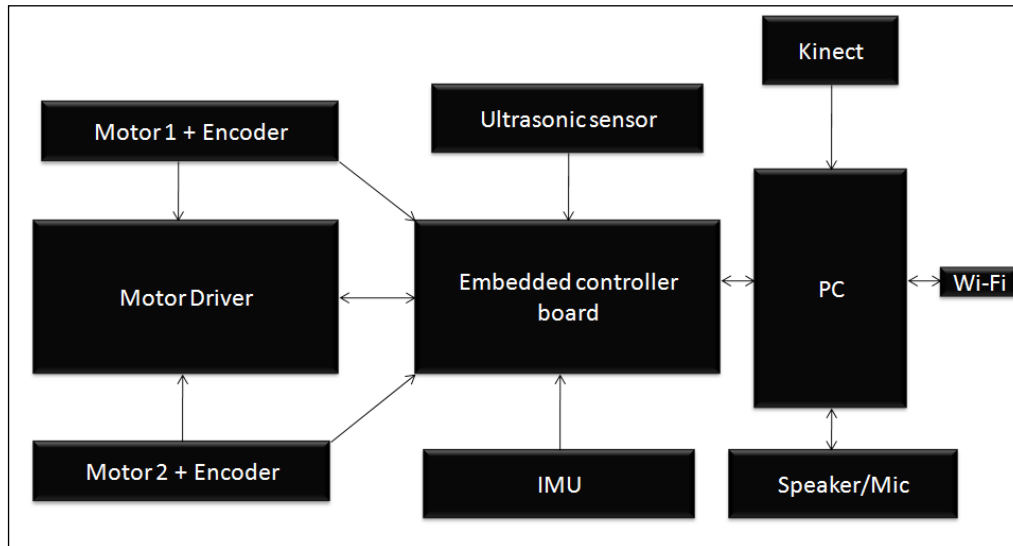 Kinect
Motor 1 + Encoder
Ultrasonic sensor
Motor Driver
Embedded controller
board
PC
Wi-Fi
Motor 2 + Encoder
IMU
Speaker/Mic